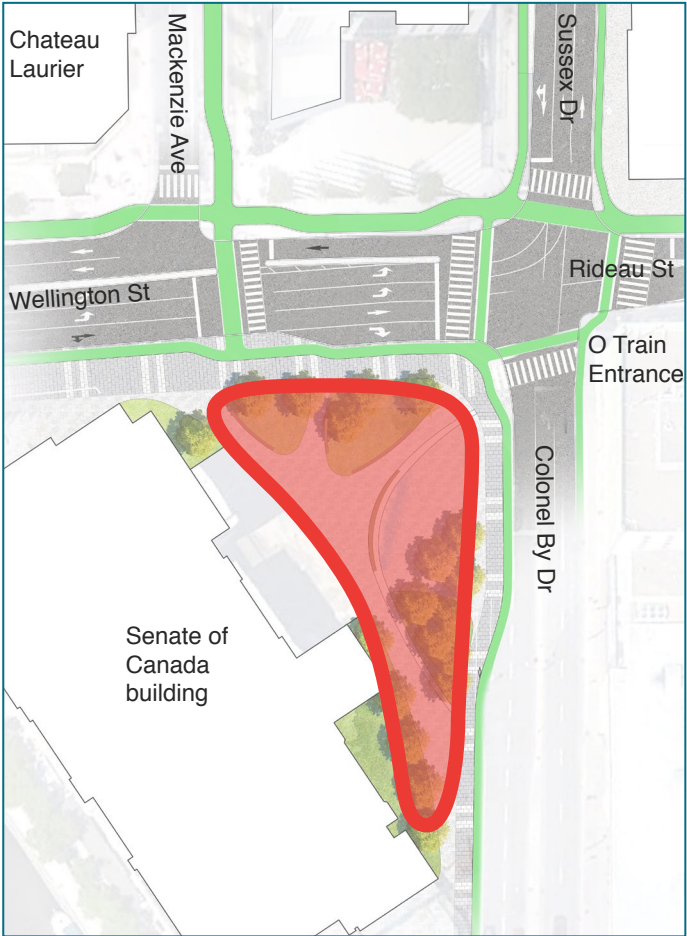 Chateau
Laurier
Mackenzie Ave
Sussex Dr
Rideau St
Wellington St
O Train
Entrance
Colonel By Dr
Senate of
Canada
building